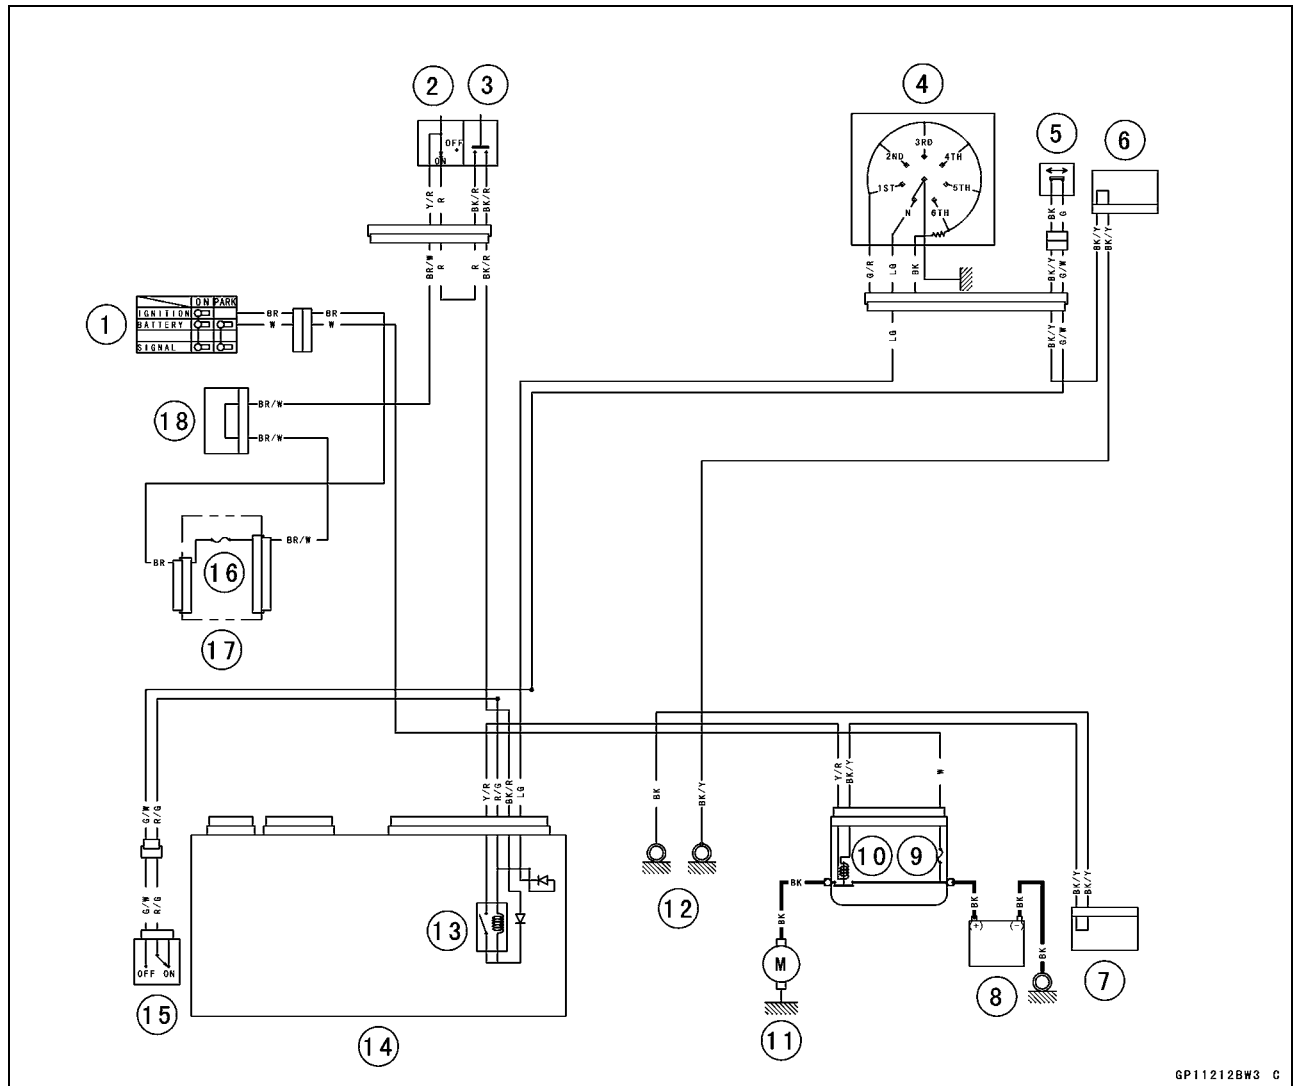 2 3
OFF
ON
Y/R R BK/R BK/R
BR/W R R BK/R
4
3RD
2ND 4TH
1ST 5TH
N 6TH
G/R LG BK
LG
5
BK G
BK/Y G/W
BK/Y G/W
6
BK/Y BK/Y
1
ON PARK
IGNITION
BATTERY
SIGNAL
BR BR
W W
18
BR/W
BR/W
BR BR/W
16
17
G/W R/G
G/W R/G
OFF ON
15
Y/R R/G BK/R LG
13
14
BK BK/Y
12
Y/R BK/Y W
10 9
BK
BK
M
11
BK BK
(+) (-)
BK
8
BK/Y BK/Y
7
GP11212BW3 C